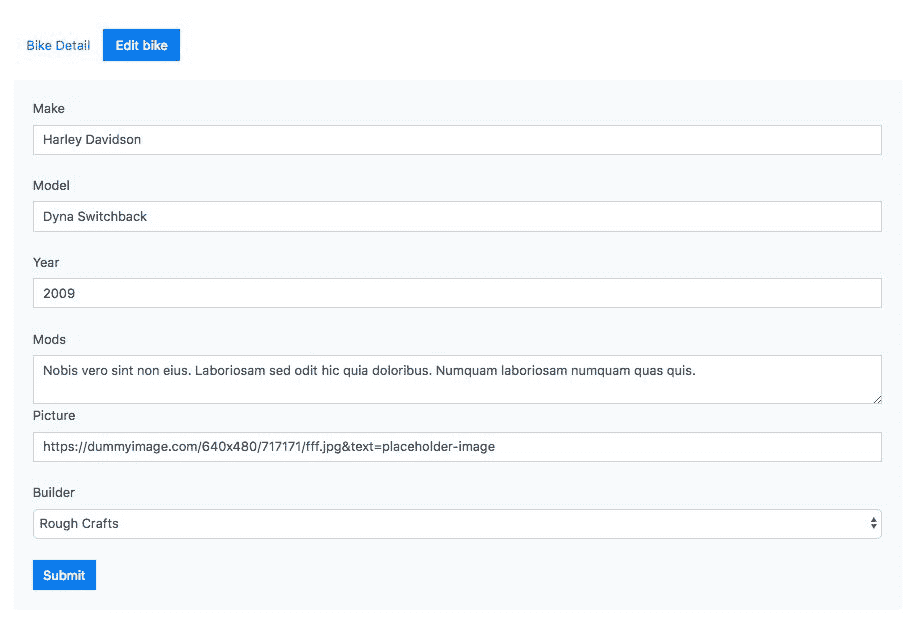 Bike Detail Edit bike
Make
Harley Davidson
Model
Dyna Switchback
Year
2009
Mods
Nobis vero sint non eius. Laboriosam sed odit hic quia doloribus. Numquam laboriosam numquam quas quis.
Picture
https://dummyimage.com/640x480/717171/fff.jpg&text=placeholder-image
Builder
Rough Crafts
Submit